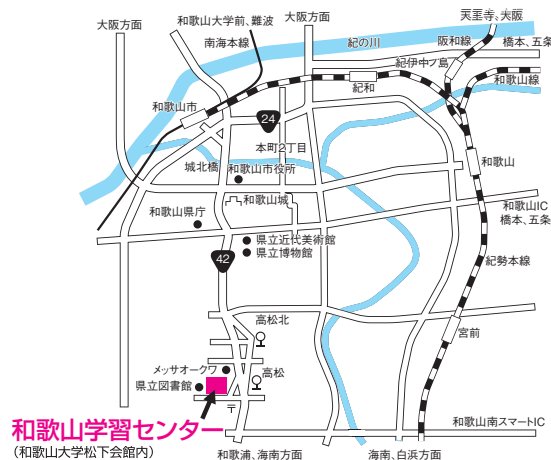 大阪方面
和歌山大学前、難波
大阪方面
天王寺、大阪
南海本線
紀の川
阪和線
橋本、五条
紀伊中ノ島
紀和
和歌山線
和歌山市
24
本町2丁目
城北橋
和歌山市役所
和歌山
和歌山城
和歌山県庁
和歌山IC
橋本、五条
県立近代美術館
県立博物館
42
紀勢本線
高松北
宮前
メッサオークワ
高松
県立図書館
〒
和歌山学習センター
(和歌山大学松下会館内)
和歌山南スマートIC
和歌浦、海南方面
海南、白浜方面